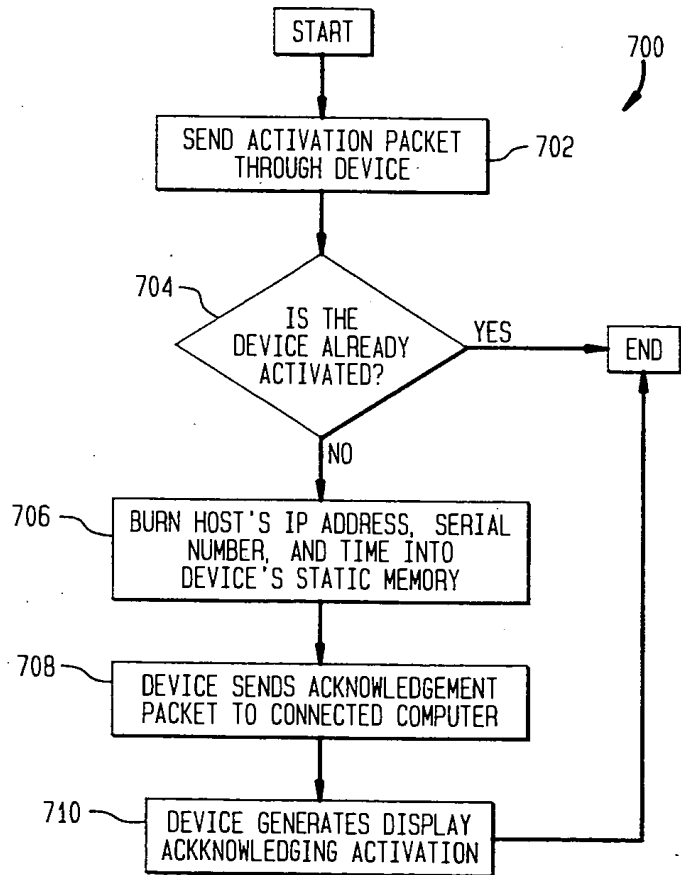 START
700
SEND ACTIVATION PACKET
THROUGH DEVICE
702
704
IS THE
DEVICE ALREADY
ACTIVATED?
YES
END
NO
706
BURN HOST'S IP ADDRESS, SERIAL
NUMBER, AND TIME INTO
DEVICE'S STATIC MEMORY
708
DEVICE SENDS ACKNOWLEDGEMENT
PACKET TO CONNECTED COMPUTER
710
DEVICE GENERATES DISPLAY
ACKKNOWLEDGING ACTIVATION